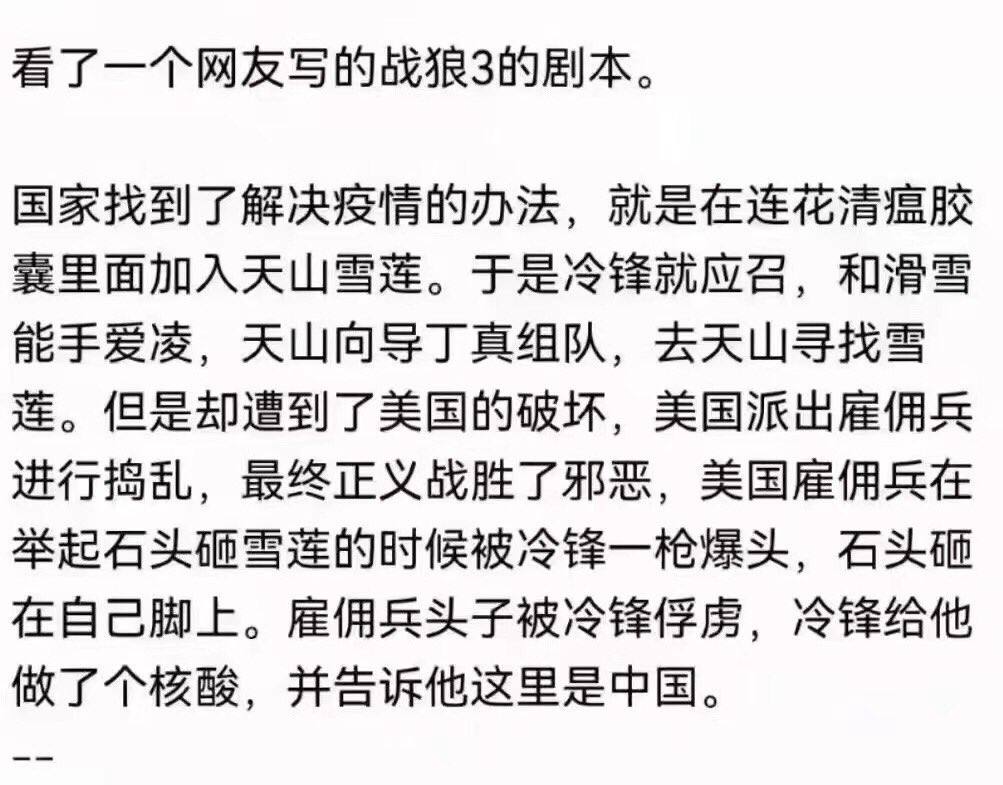 看了一个网友写的战狼3的剧本。
国家找到了解决疫情的办法，就是在连花清瘟胶
囊里面加入天山雪莲。于是冷锋就应召，和滑雪
能手爱凌，天山向导丁真组队，去天山寻找雪
莲。但是却遭到了美国的破坏，美国派出雇佣兵
进行捣乱，最终正义战胜了邪恶，美国雇佣兵在
举起石头砸雪莲的时候被冷锋一枪爆头，石头砸
在自己脚上。雇佣兵头子被冷锋俘虏，冷锋给他
做了个核酸，并告诉他这里是中国。
--